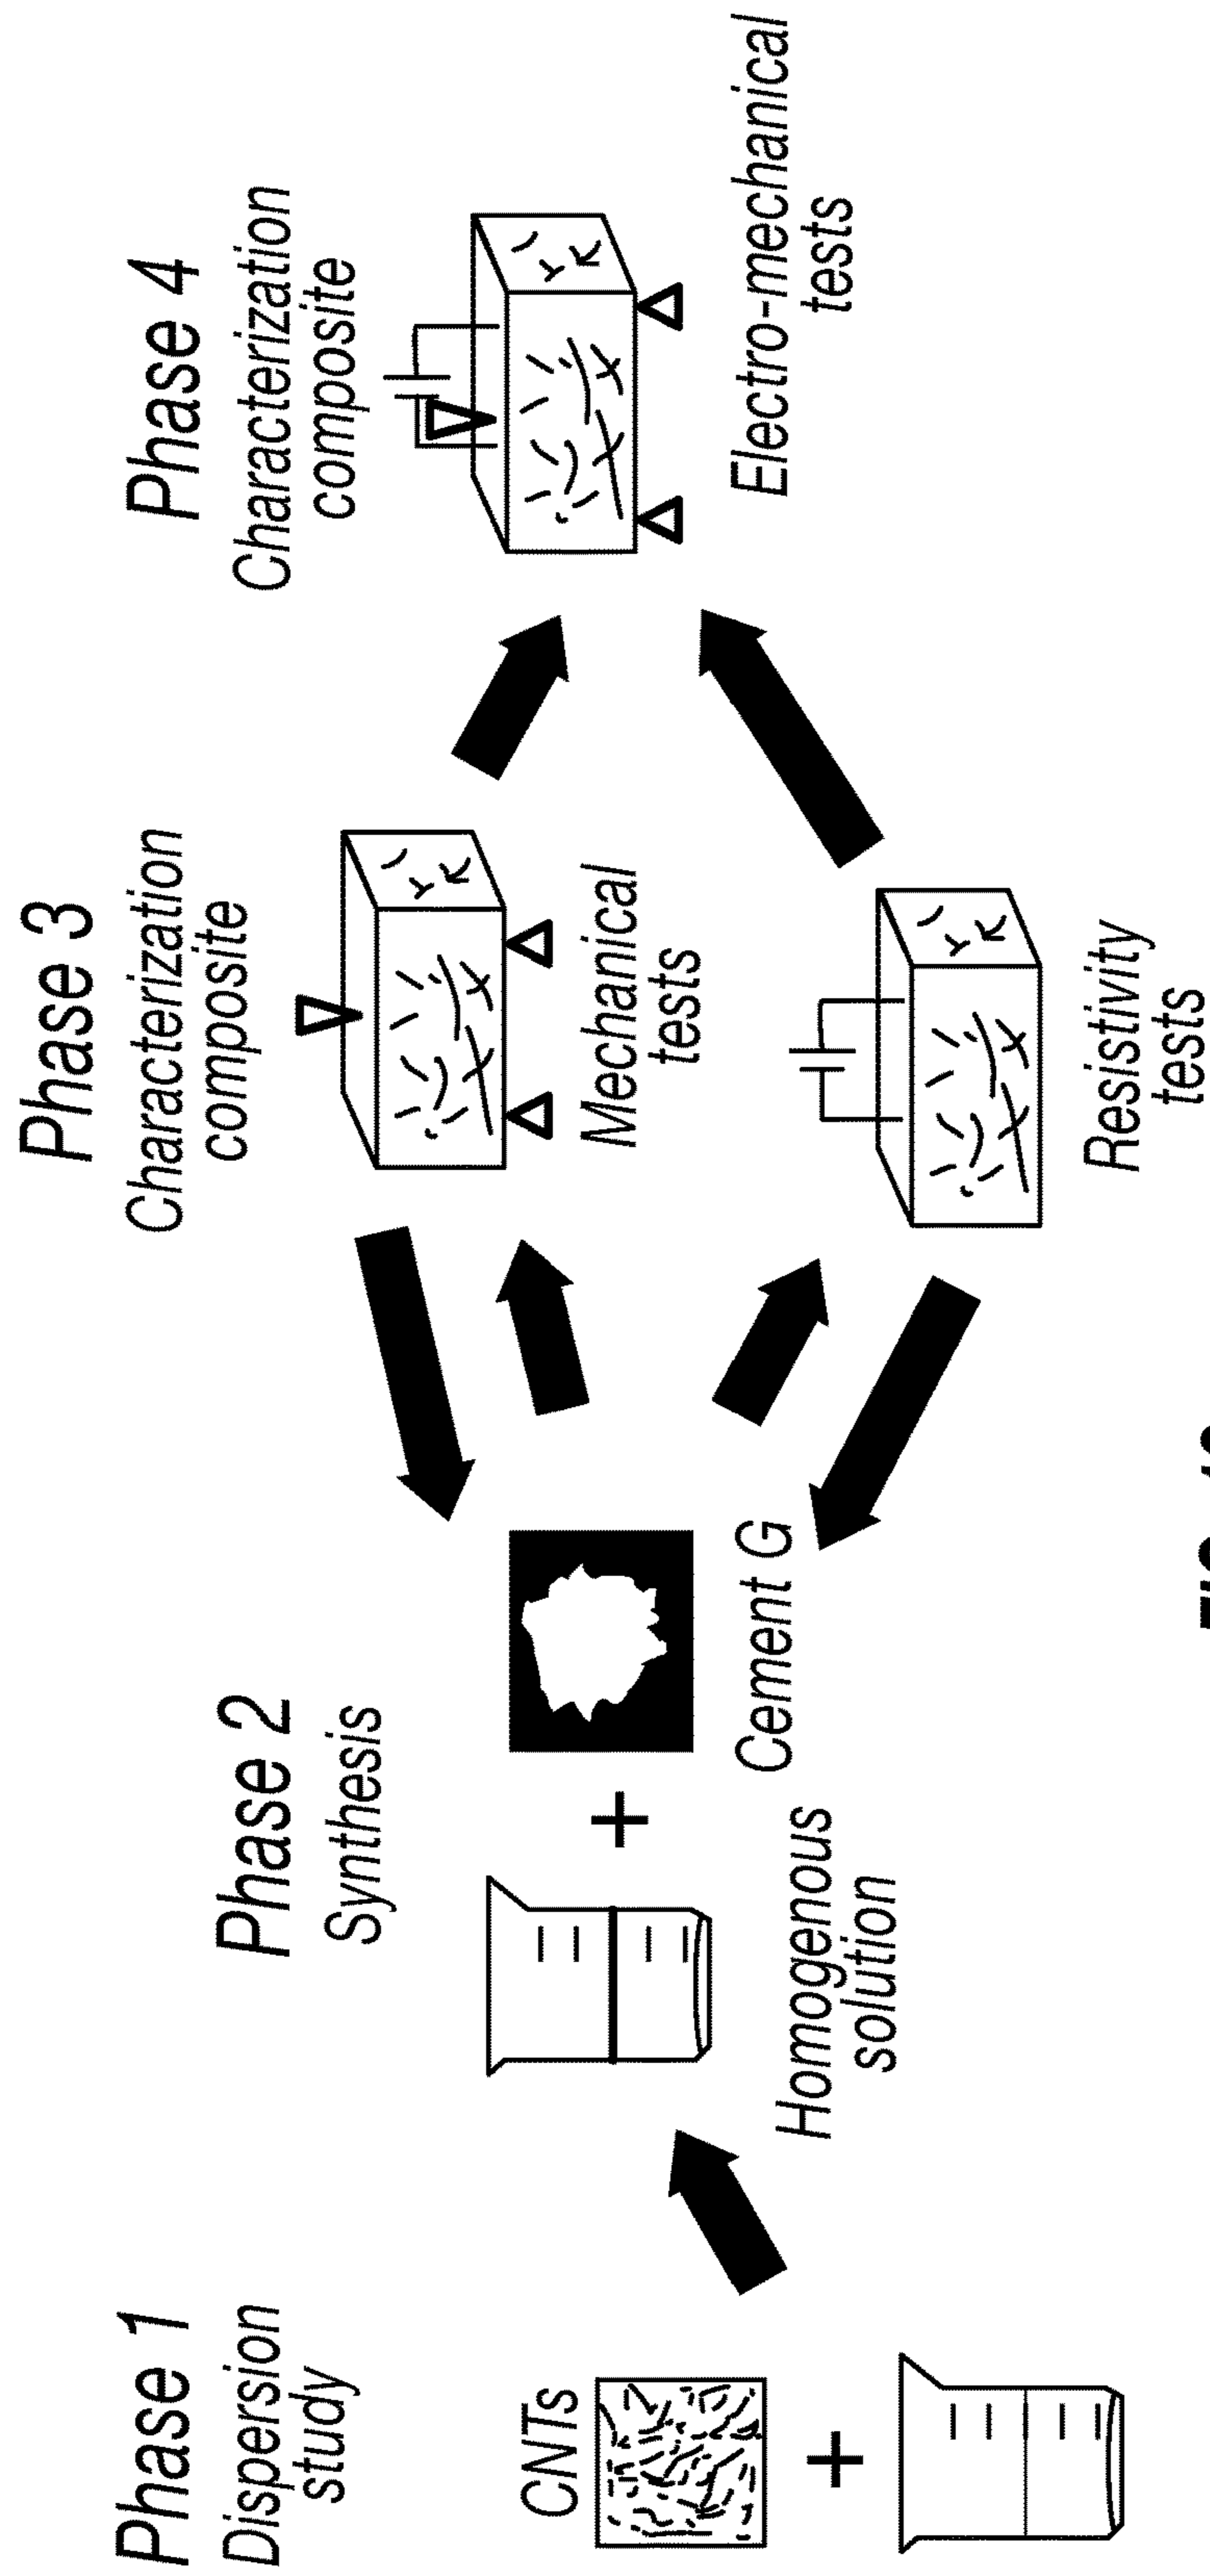 Phase 1
Dispersion
study
CNTs
+
Phase 2
Synthesis
+
Homogenous
solution
Cement G
Phase 3
Characterization
composite
Mechanical
tests
Resistivity
tests
Phase 4
Characterization
composite
Electro-mechanical
tests